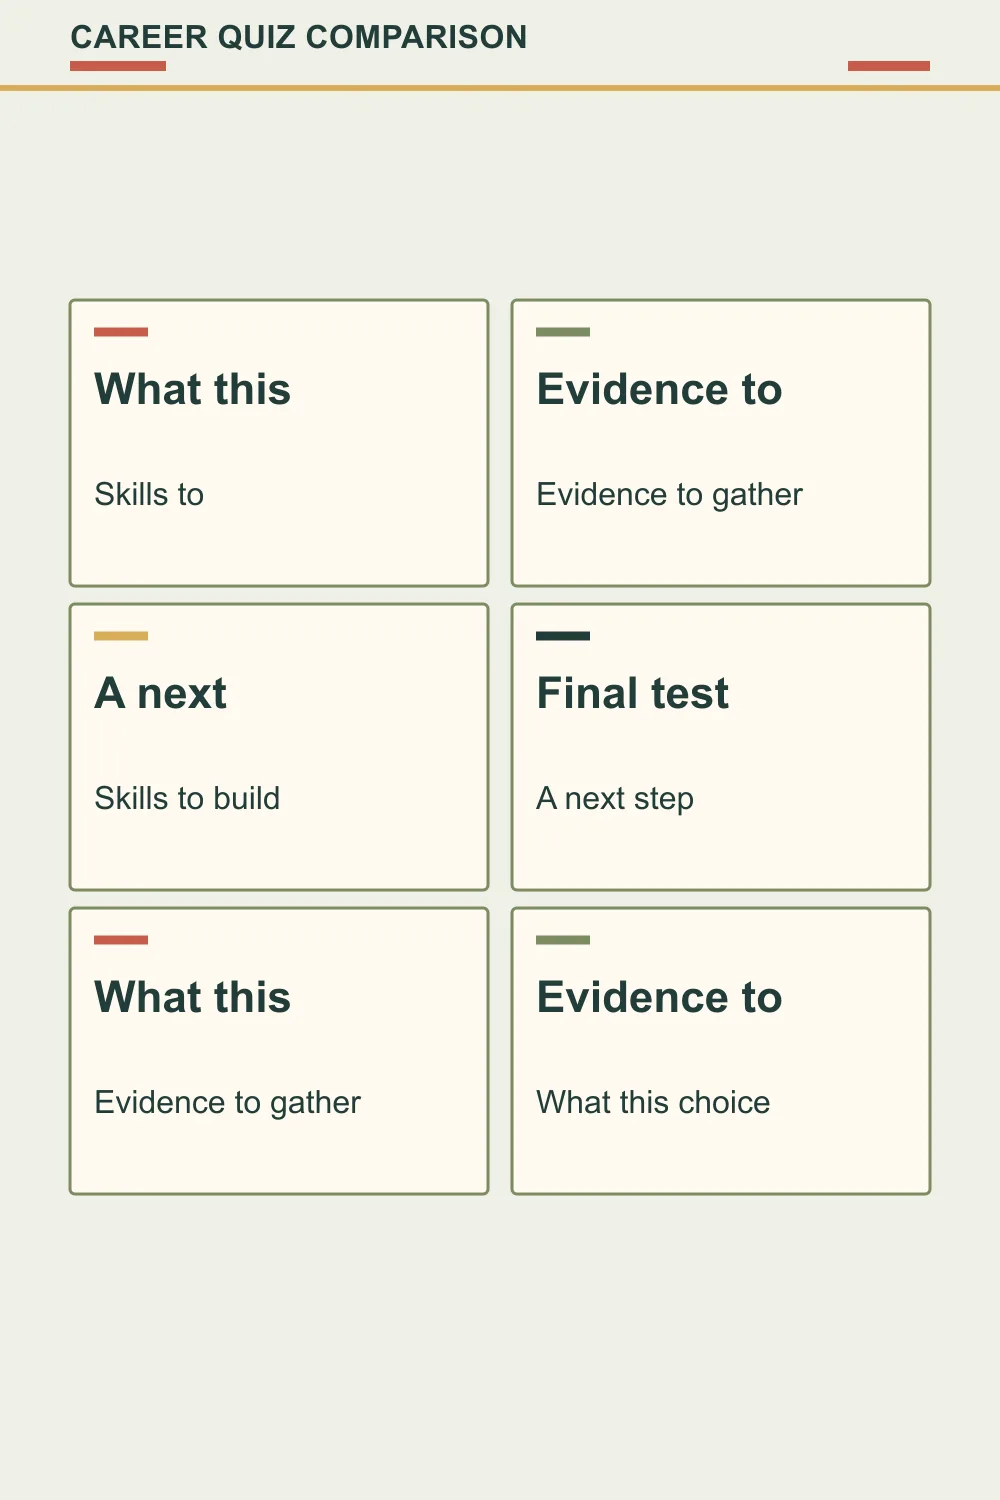 CAREER QUIZ COMPARISON
What this
Skills to
Evidence to
Evidence to gather
A next
Skills to build
Final test
A next step
What this
Evidence to gather
Evidence to
What this choice